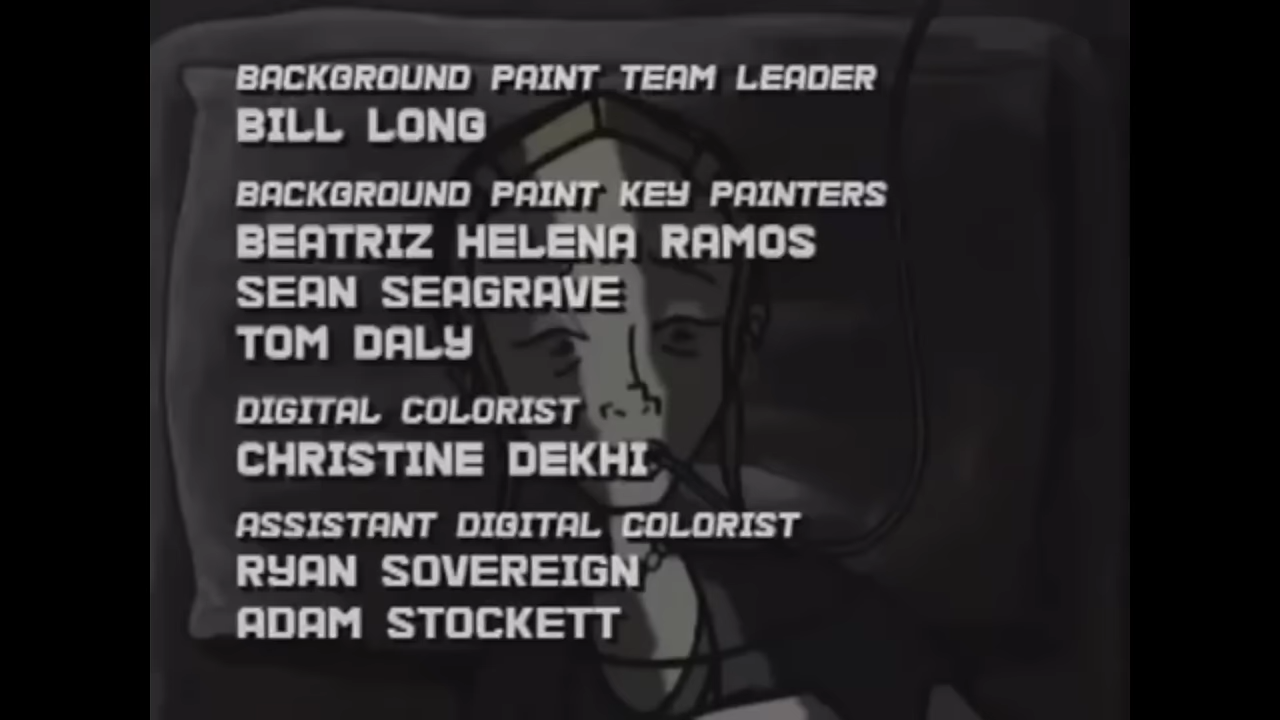 BACKGROUND PAINT TEAM LEADER
BILL LONG
BACKGROUND PAINT KEY PAINTERS
BEATRIZ HELENA RAMOS
SEAN SEAGRAVE
TOM DALY
DIGITAL COLORIST
CHRISTINE DEKHI
ASSISTANT DIGITAL COLORIST
RYAN SOVEREIGN
ADAM STOCKETT